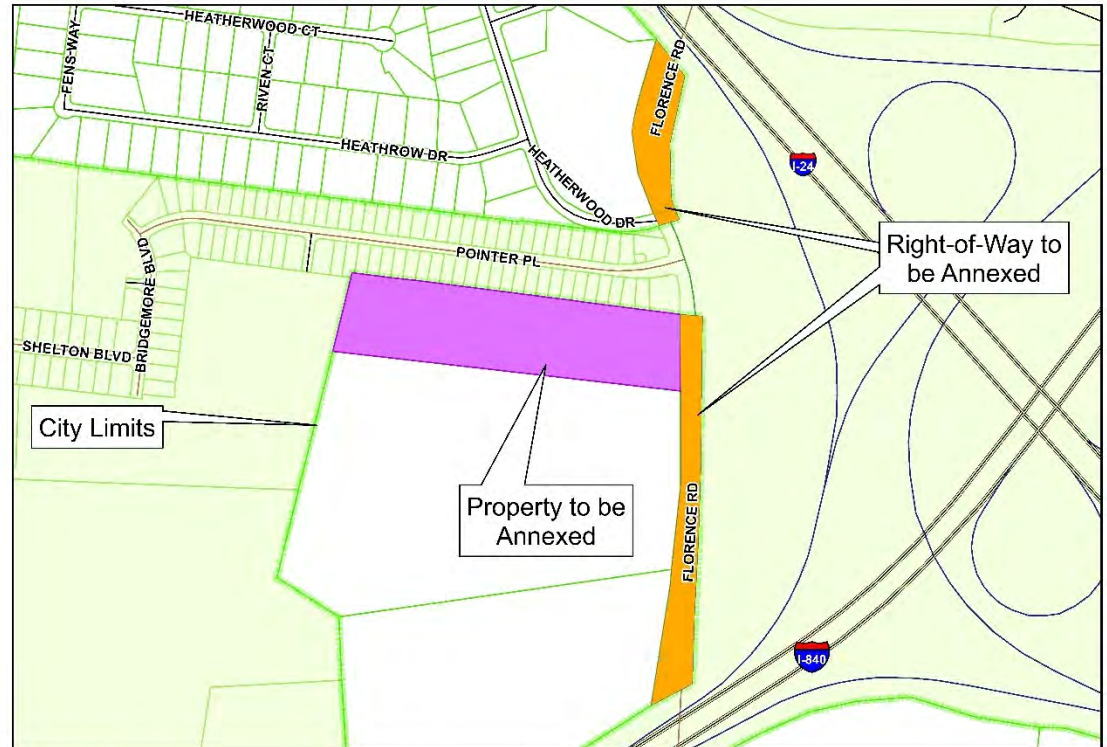 HEATHERWOOD CT
FENS WAY
RIVEN CT
HEATHROW DR
HEATHERWOOD DR
FLORENCE RD
I-24
POINTER PL
BRIDGEMORE BLVD
SHELTON BLVD
Right-of-Way to
be Annexed
City Limits
Property to be
Annexed
FLORENCE RD
I-840